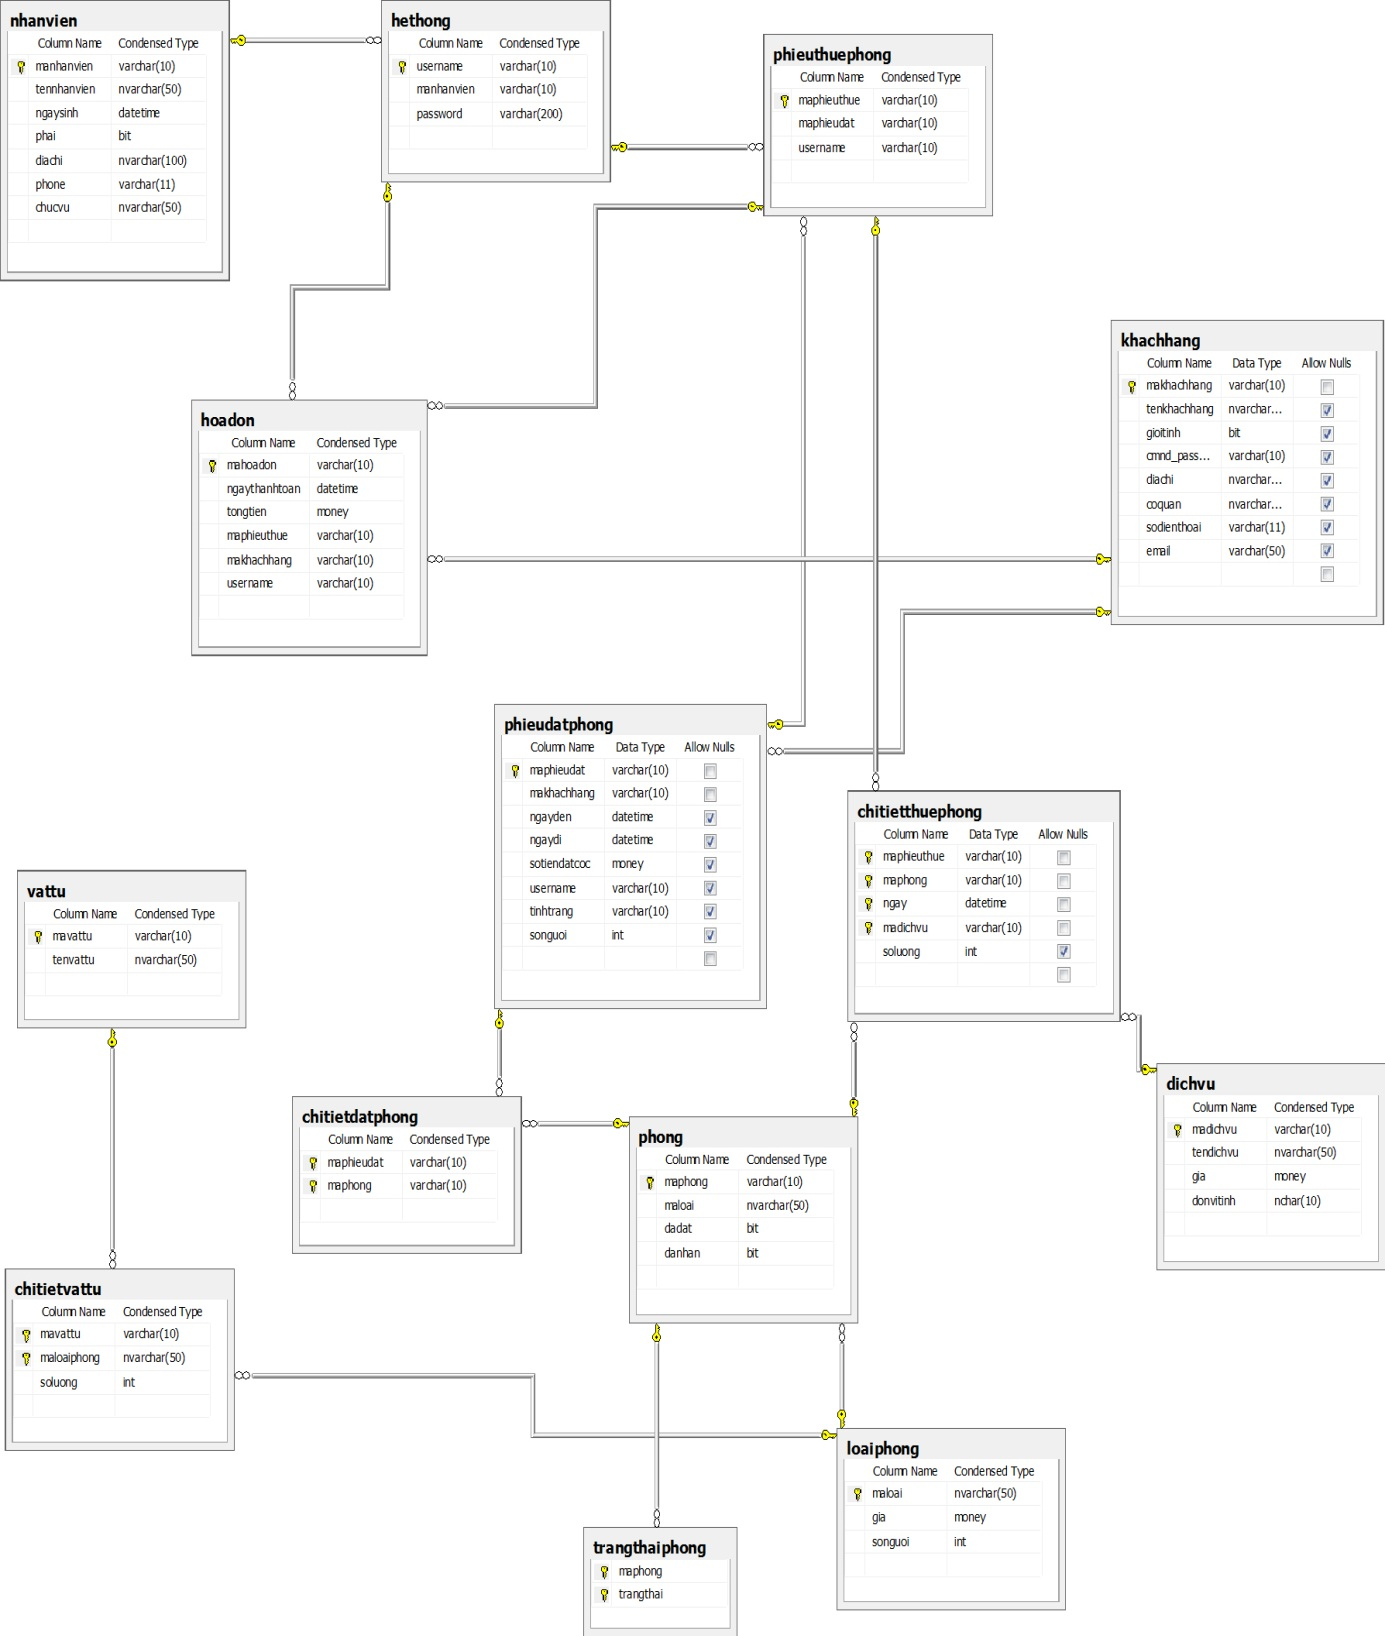 nhanvien
Column Name Condensed Type
manhanvien varchar(10)
tennhanvien nvarchar(50)
ngaysinh datetime
phai bit
diachi nvarchar(100)
phone varchar(11)
chucvu nvarchar(50)
hethong
Column Name Condensed Type
username varchar(10)
manhanvien varchar(10)
password varchar(200)
phieuthuephong
Column Name Condensed Type
maphieuthue varchar(10)
maphieudat varchar(10)
username varchar(10)
khachhang
Column Name Data Type Allow Nulls
makhachhang varchar(10)
tenkhachhang nvarchar...
gioitinh bit
cmnd_pass... varchar(10)
diachi nvarchar...
coquan nvarchar...
sodienthoai varchar(11)
email varchar(50)
hoadon
Column Name Condensed Type
mahoadon varchar(10)
ngaythanhtoan datetime
tongtien money
maphieuthue varchar(10)
makhachhang varchar(10)
username varchar(10)
phieudatphong
Column Name Data Type Allow Nulls
maphieudat varchar(10)
makhachhang varchar(10)
ngayden datetime
ngaydi datetime
sotiendatcoc money
username varchar(10)
tinhtrang varchar(10)
songuoi int
chitietthuephong
Column Name Data Type Allow Nulls
maphieuthue varchar(10)
maphong varchar(10)
ngay datetime
madichvu varchar(10)
soluong int
vattu
Column Name Condensed Type
mavattu varchar(10)
tenvattu nvarchar(50)
chitietdatphong
Column Name Condensed Type
maphieudat varchar(10)
maphong varchar(10)
phong
Column Name Condensed Type
maphong varchar(10)
maloai nvarchar(50)
dadat bit
danhan bit
dichvu
Column Name Condensed Type
madichvu varchar(10)
tendichvu nvarchar(50)
gia money
donvitinh nchar(10)
chitietvattu
Column Name Condensed Type
mavattu varchar(10)
maloaiphong nvarchar(50)
soluong int
loaiphong
Column Name Condensed Type
maloai nvarchar(50)
gia money
songuoi int
trangthaiphong
maphong
trangthai